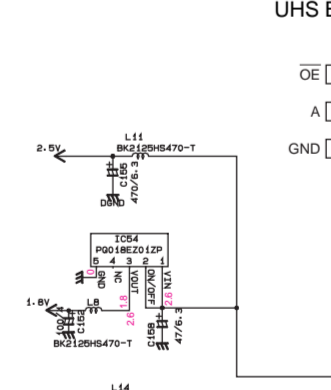 UHS
OE
A
GND
L11
BK2125HS470-T
2.5V
C155
470/6.3
DGND
IC54
PQ018EZ01ZP
5 4 3 2 1
GND
NC
VOUT
ON/OFF
VIN
0
1.8
2.6
1.8V
L8
C152
2.6
C158
47/6.3
BK2125HS470-T
L14